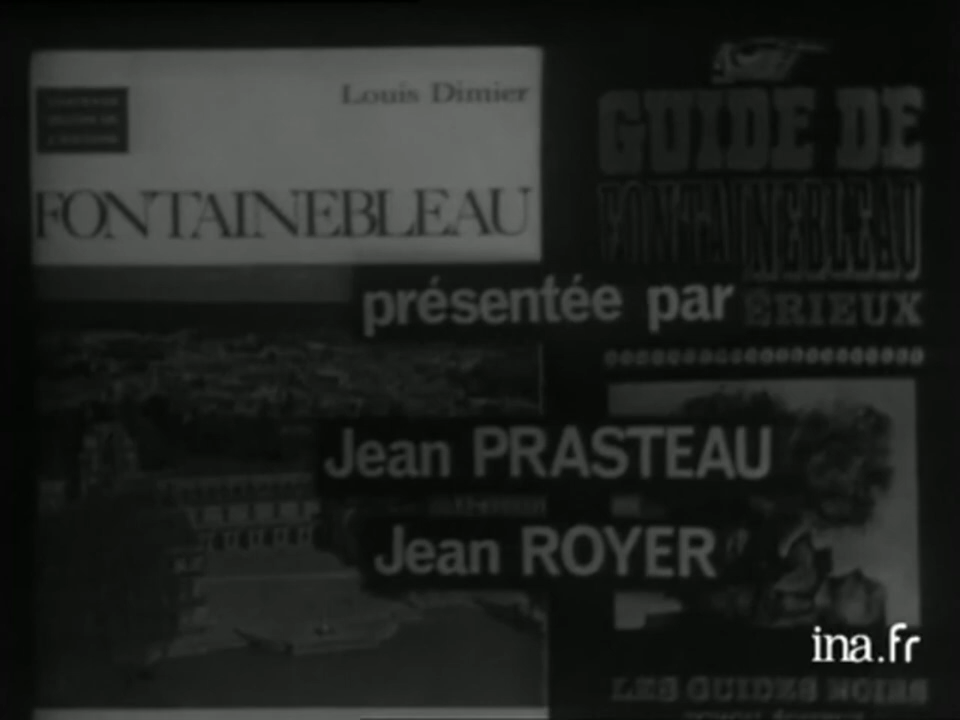 Louis Dimier
FONTAINEBLEAU
GUIDE DE
FONTAINEBLEAU
ÉRIEUX
présentée par
Jean PRASTEAU
Jean ROYER
ina.fr
LES GUIDES NOIRS